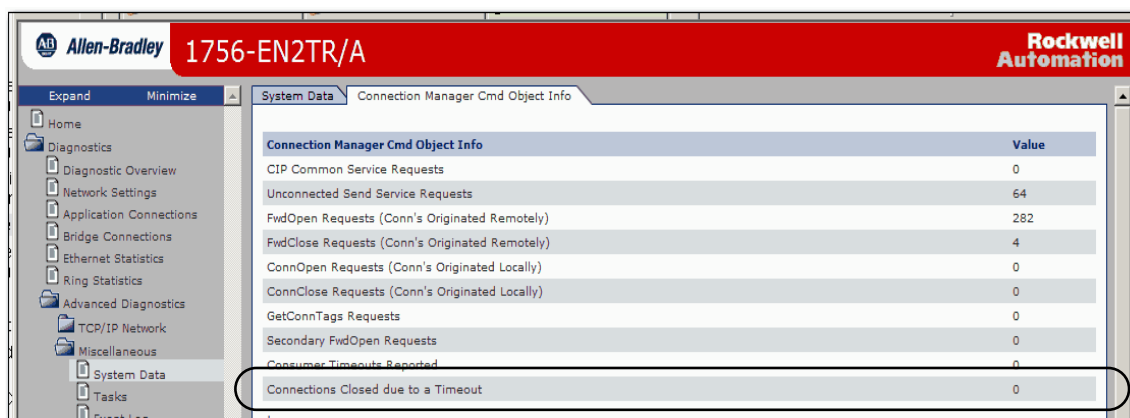 AB Allen-Bradley 1756-EN2TR/A Rockwell Automation
Expand Minimize
Home
Diagnostics
Diagnostic Overview
Network Settings
Application Connections
Bridge Connections
Ethernet Statistics
Ring Statistics
Advanced Diagnostics
TCP/IP Network
Miscellaneous
System Data
Tasks
Event Log
System Data Connection Manager Cmd Object Info
Connection Manager Cmd Object Info Value
CIP Common Service Requests 0
Unconnected Send Service Requests 64
FwdOpen Requests (Conn's Originated Remotely) 282
FwdClose Requests (Conn's Originated Remotely) 4
ConnOpen Requests (Conn's Originated Locally) 0
ConnClose Requests (Conn's Originated Locally) 0
GetConnTags Requests 0
Secondary FwdOpen Requests 0
Consumer Timeouts Reported 0
Connections Closed due to a Timeout 0